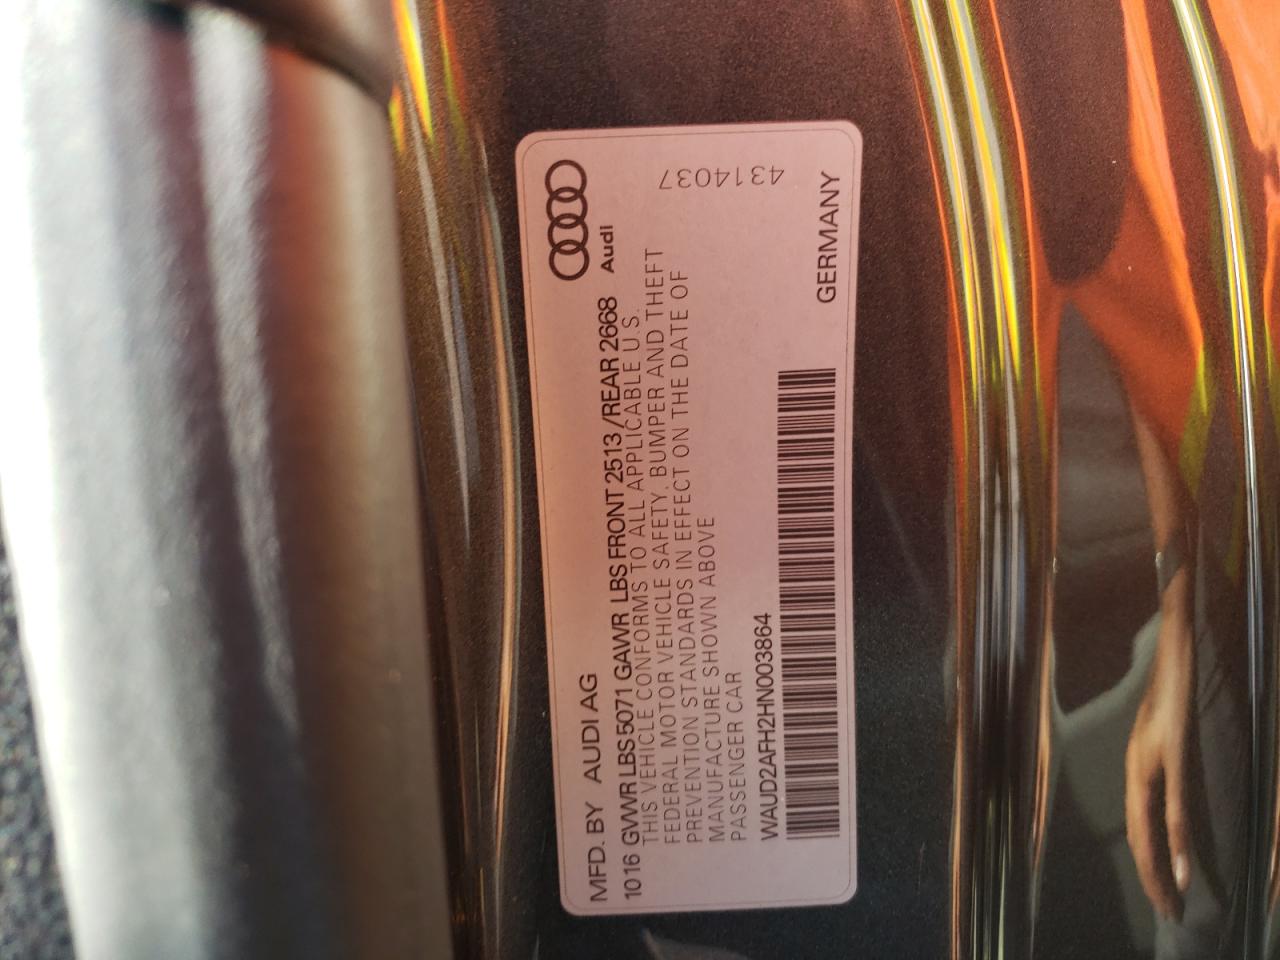 Audi
MFD. BY AUDI AG
1016 GVWR LBS 5071 GAWR LBS FRONT 2513 /REAR 2668
THIS VEHICLE CONFORMS TO ALL APPLICABLE U.S.
FEDERAL MOTOR VEHICLE SAFETY, BUMPER AND THEFT
PREVENTION STANDARDS IN EFFECT ON THE DATE OF
MANUFACTURE SHOWN ABOVE
PASSENGER CAR
WAUD2AFH2HN003864
GERMANY
4314037